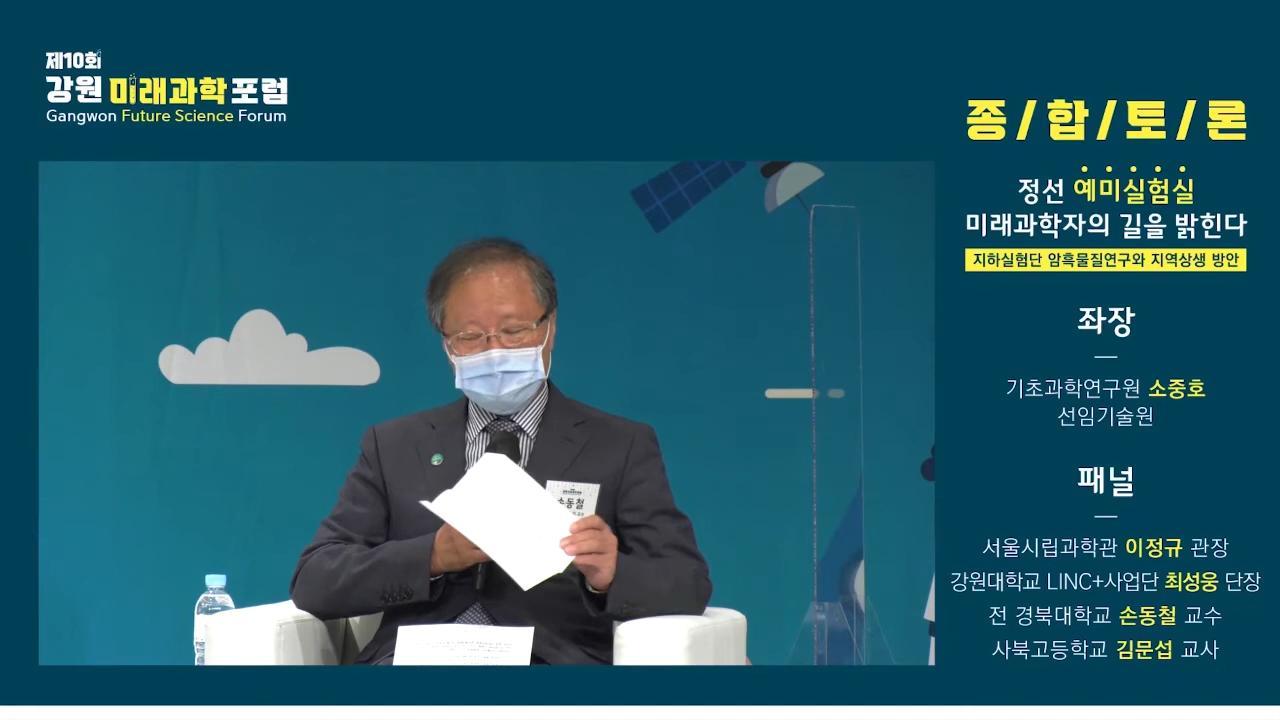 제10회
강원 미래과학 포럼
Gangwon Future Science Forum
종/합/토/론
정선 예미실험실
미래과학자의 길을 밝힌다
지하실험단 암흑물질연구와 지역상생 방안
좌장
기초과학연구원 소중호
선임기술원
패널
서울시립과학관 이정규 관장
강원대학교 LINC+사업단 최성웅 단장
전 경북대학교 손동철 교수
사북고등학교 김문섭 교사
손동철